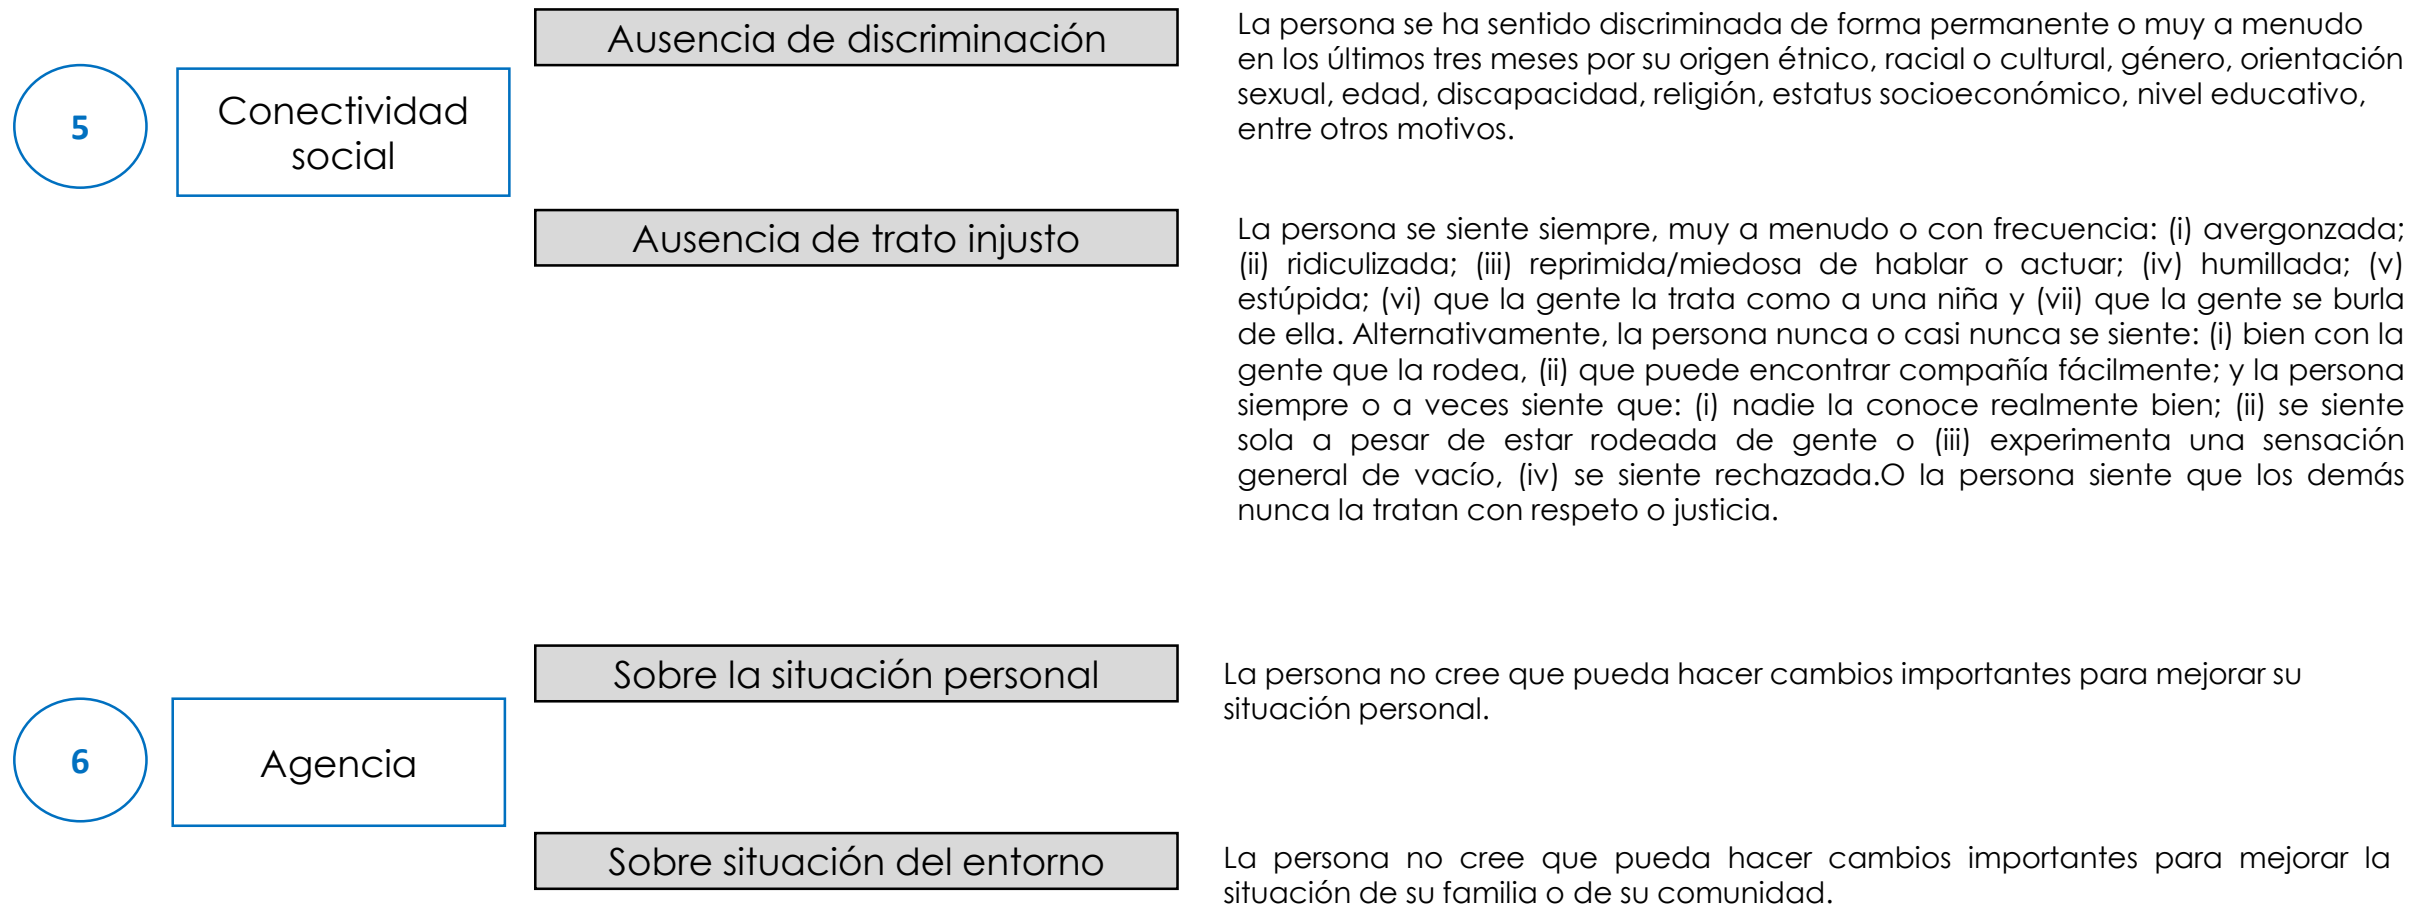 5
Conectividad
social
Ausencia de discriminación
La persona se ha sentido discriminada de forma permanente o muy a menudo
en los últimos tres meses por su origen étnico, racial o cultural, género, orientación
sexual, edad, discapacidad, religión, estatus socioeconómico, nivel educativo,
entre otros motivos.
Ausencia de trato injusto
La persona se siente siempre, muy a menudo o con frecuencia: (i) avergonzada;
(ii) ridiculizada; (iii) reprimida/miedosa de hablar o actuar; (iv) humillada; (v)
estúpida; (vi) que la gente la trata como a una niña y (vii) que la gente se burla
de ella. Alternativamente, la persona nunca o casi nunca se siente: (i) bien con la
gente que la rodea, (ii) que puede encontrar compañía fácilmente; y la persona
siempre o a veces siente que: (i) nadie la conoce realmente bien; (ii) se siente
sola a pesar de estar rodeada de gente o (iii) experimenta una sensación
general de vacío, (iv) se siente rechazada.O la persona siente que los demás
nunca la tratan con respeto o justicia.
6
Agencia
Sobre la situación personal
La persona no cree que pueda hacer cambios importantes para mejorar su
situación personal.
Sobre situación del entorno
La persona no cree que pueda hacer cambios importantes para mejorar la
situación de su familia o de su comunidad.